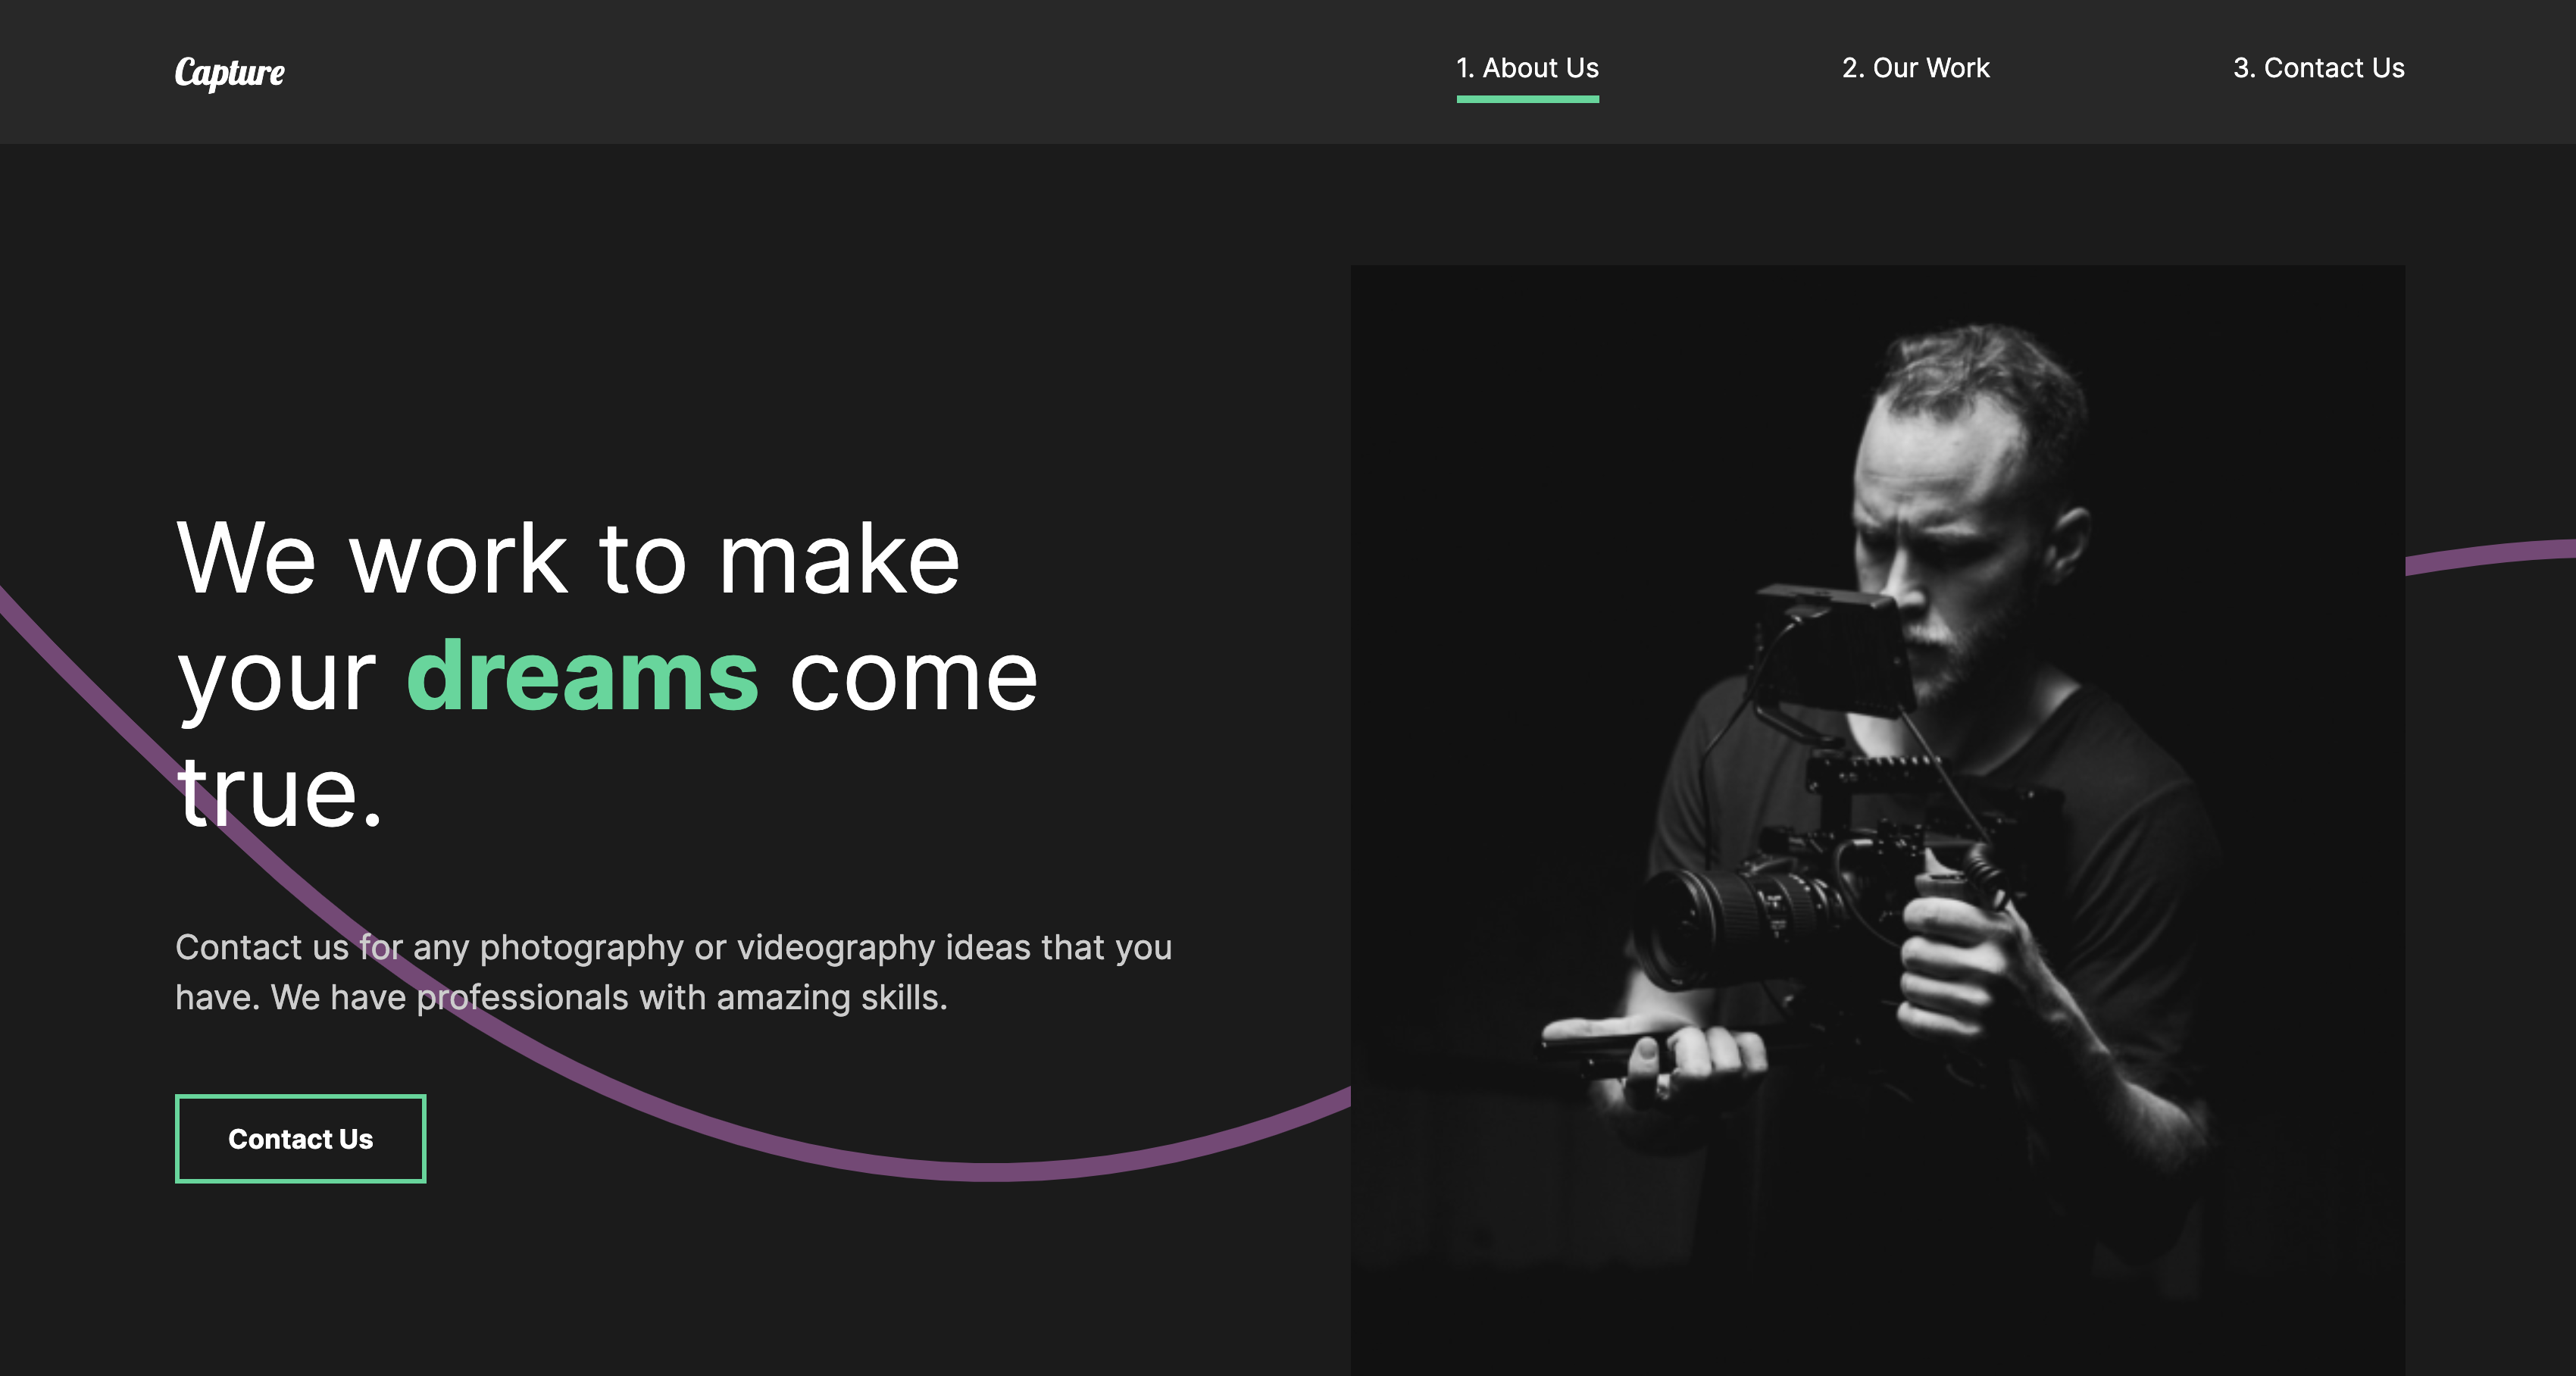 Capture
1. About Us
2. Our Work
3. Contact Us
We work to make
your dreams come
true.
Contact us for any photography or videography ideas that you
have. We have professionals with amazing skills.
Contact Us